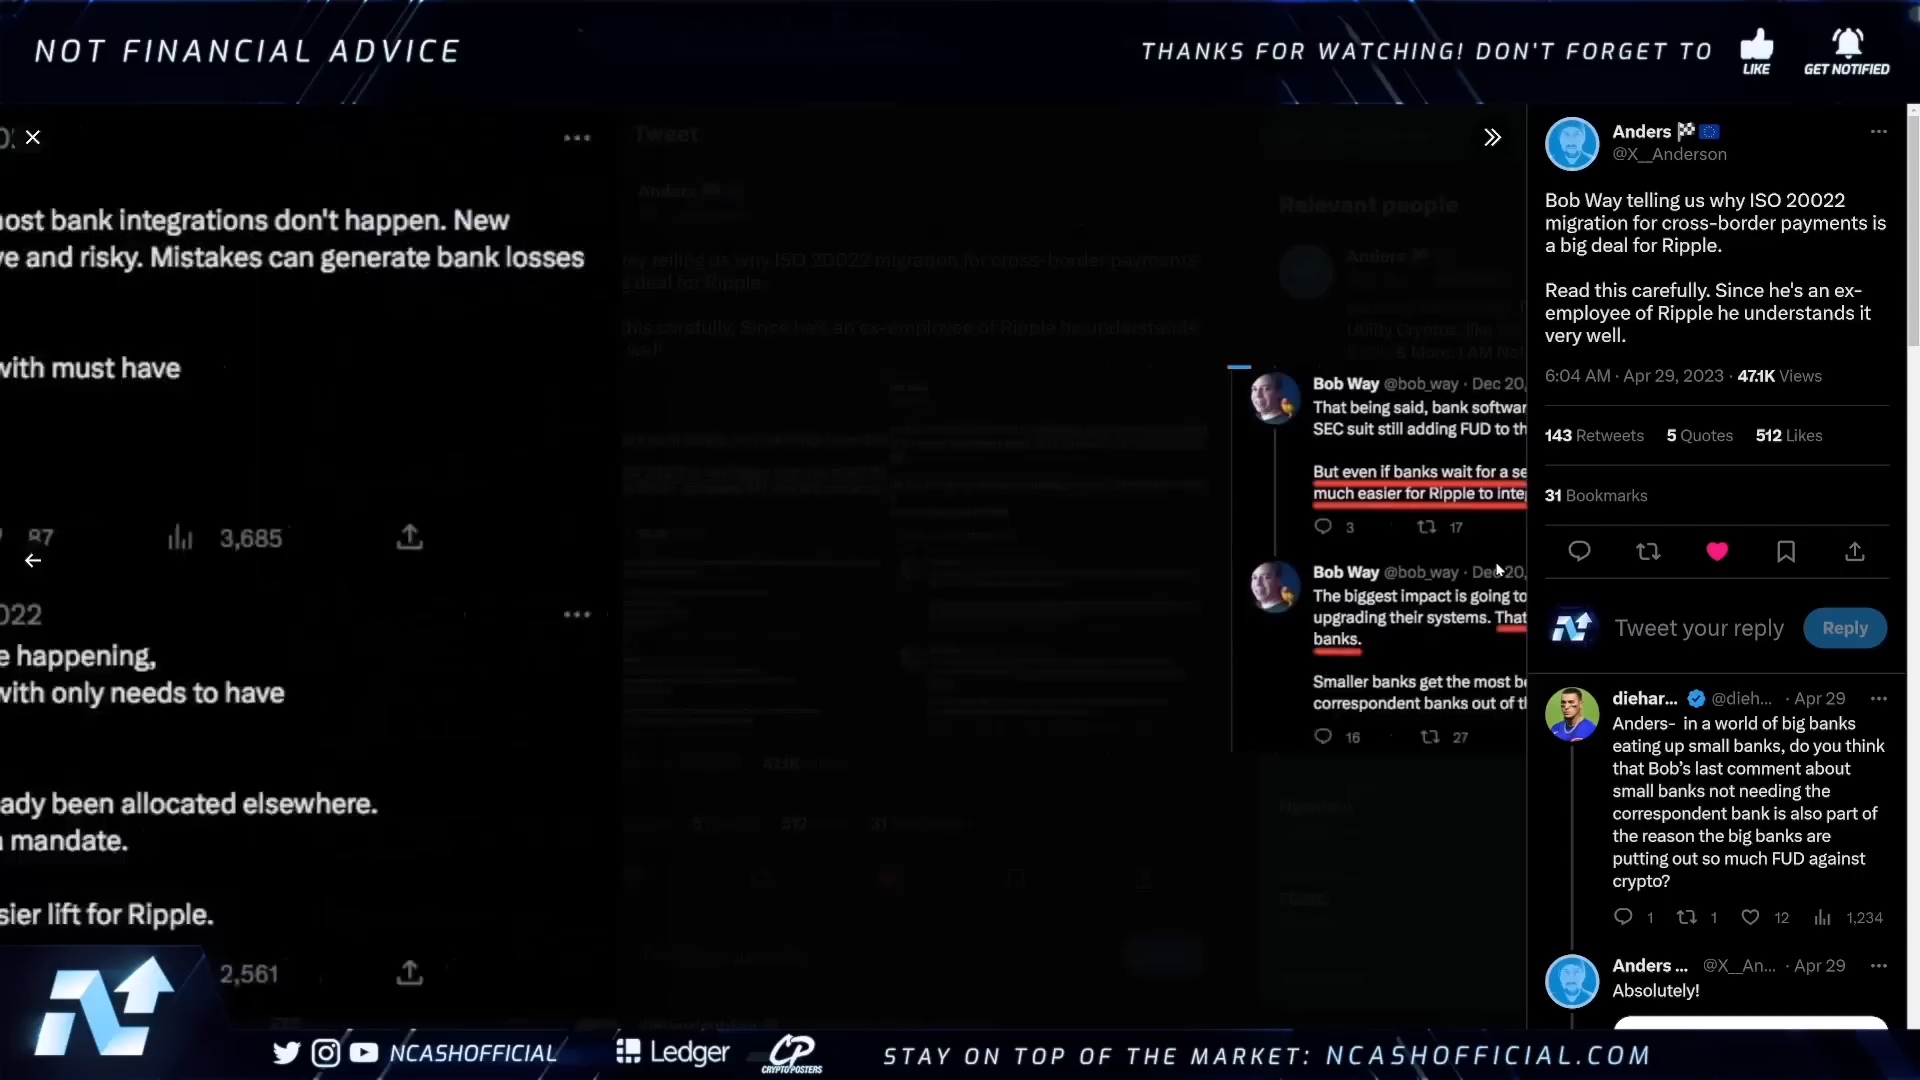 NOT FINANCIAL ADVICE
THANKS FOR WATCHING! DON'T FORGET TO
LIKE
GET NOTIFIED
ost bank integrations don't happen. New
e and risky. Mistakes can generate bank losses
with must have
87 3,685
022
e happening,
with only needs to have
ady been allocated elsewhere.
mandate.
sier lift for Ripple.
2,561
Tweet
Relevant people
Bob Way @bob_way · Dec 20,
That being said, bank softwar
SEC suit still adding FUD to th
But even if banks wait for a se
much easier for Ripple to inte
3 17
Bob Way @bob_way · Dec 20,
The biggest impact is going to
upgrading their systems. That
banks.
Smaller banks get the most be
correspondent banks out of th
16 27
Anders
@X__Anderson
Bob Way telling us why ISO 20022
migration for cross-border payments is
a big deal for Ripple.
Read this carefully. Since he's an ex-
employee of Ripple he understands it
very well.
6:04 AM · Apr 29, 2023 · 47.1K Views
143 Retweets 5 Quotes 512 Likes
31 Bookmarks
Tweet your reply
Reply
diehar... @dieh... · Apr 29
Anders- in a world of big banks
eating up small banks, do you think
that Bob’s last comment about
small banks not needing the
correspondent bank is also part of
the reason the big banks are
putting out so much FUD against
crypto?
1 1 12 1,234
Anders ... @X__An... · Apr 29
Absolutely!
NCASHOFFICIAL
Ledger
CP
CRYPTOPOSTERS
STAY ON TOP OF THE MARKET: NCASHOFFICIAL.COM